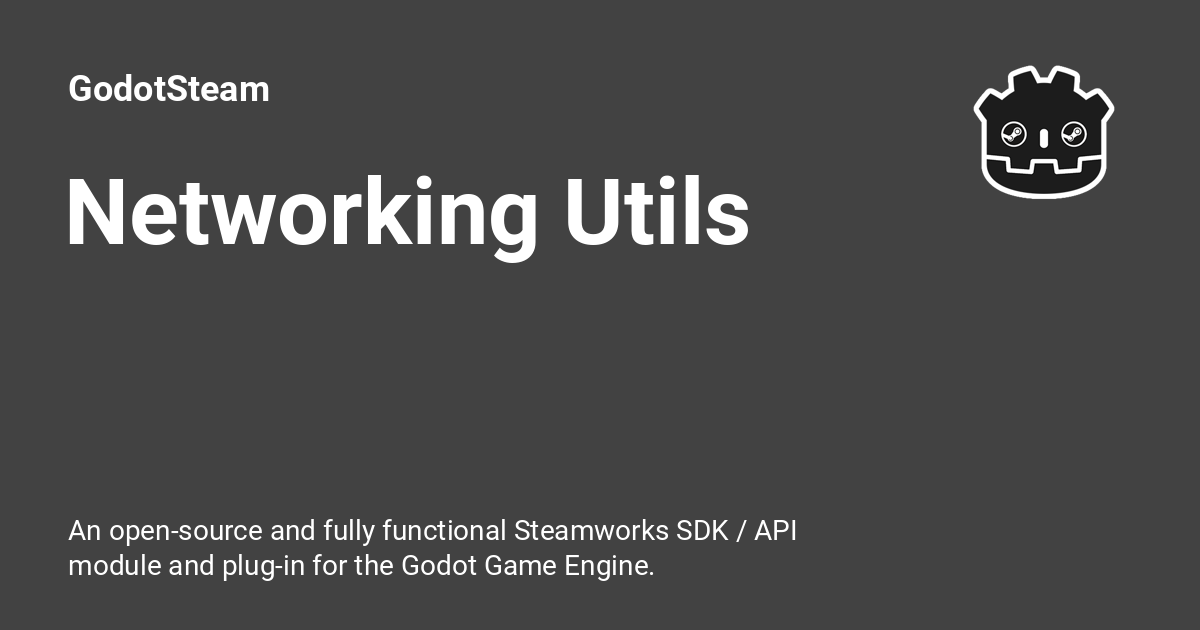 GodotSteam
Networking Utils
An open-source and fully functional Steamworks SDK / API
module and plug-in for the Godot Game Engine.